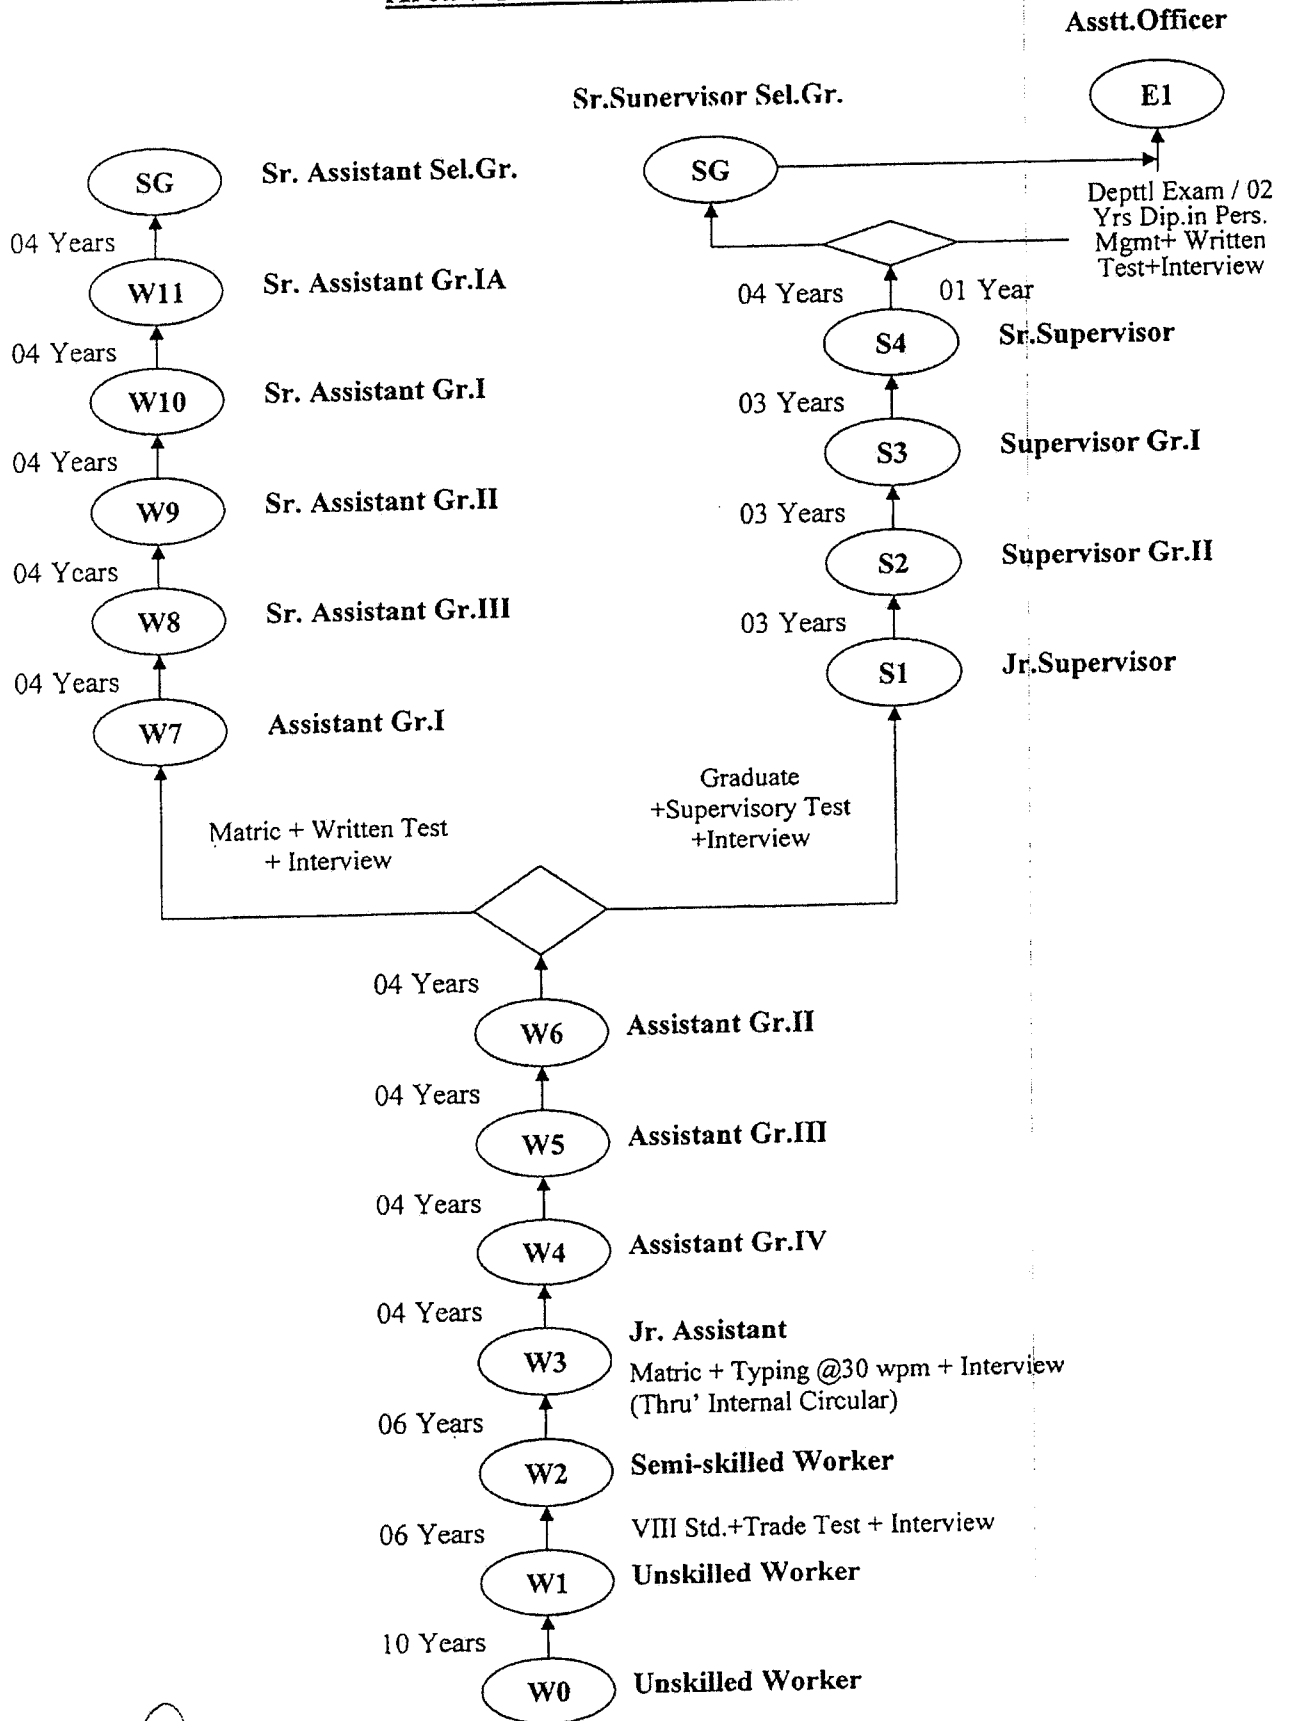 Asstt.Officer
E1
Sr.Supervisor Sel.Gr.
SG
Deptt​l Exam / 02
Yrs Dip.in Pers.
Mgmt+ Written
Test+Interview
04 Years
01 Year
S4
Sr.Supervisor
03 Years
S3
Supervisor Gr.I
03 Years
S2
Supervisor Gr.II
03 Years
S1
Jr.Supervisor
Graduate
+Supervisory Test
+Interview
SG
Sr. Assistant Sel.Gr.
04 Years
W11
Sr. Assistant Gr.IA
04 Years
W10
Sr. Assistant Gr.I
04 Years
W9
Sr. Assistant Gr.II
04 Years
W8
Sr. Assistant Gr.III
04 Years
W7
Assistant Gr.I
Matric + Written Test
+ Interview
04 Years
W6
Assistant Gr.II
04 Years
W5
Assistant Gr.III
04 Years
W4
Assistant Gr.IV
04 Years
W3
Jr. Assistant
Matric + Typing @30 wpm + Interview
(Thru' Internal Circular)
06 Years
W2
Semi-skilled Worker
06 Years
VIII Std.+Trade Test + Interview
W1
Unskilled Worker
10 Years
W0
Unskilled Worker